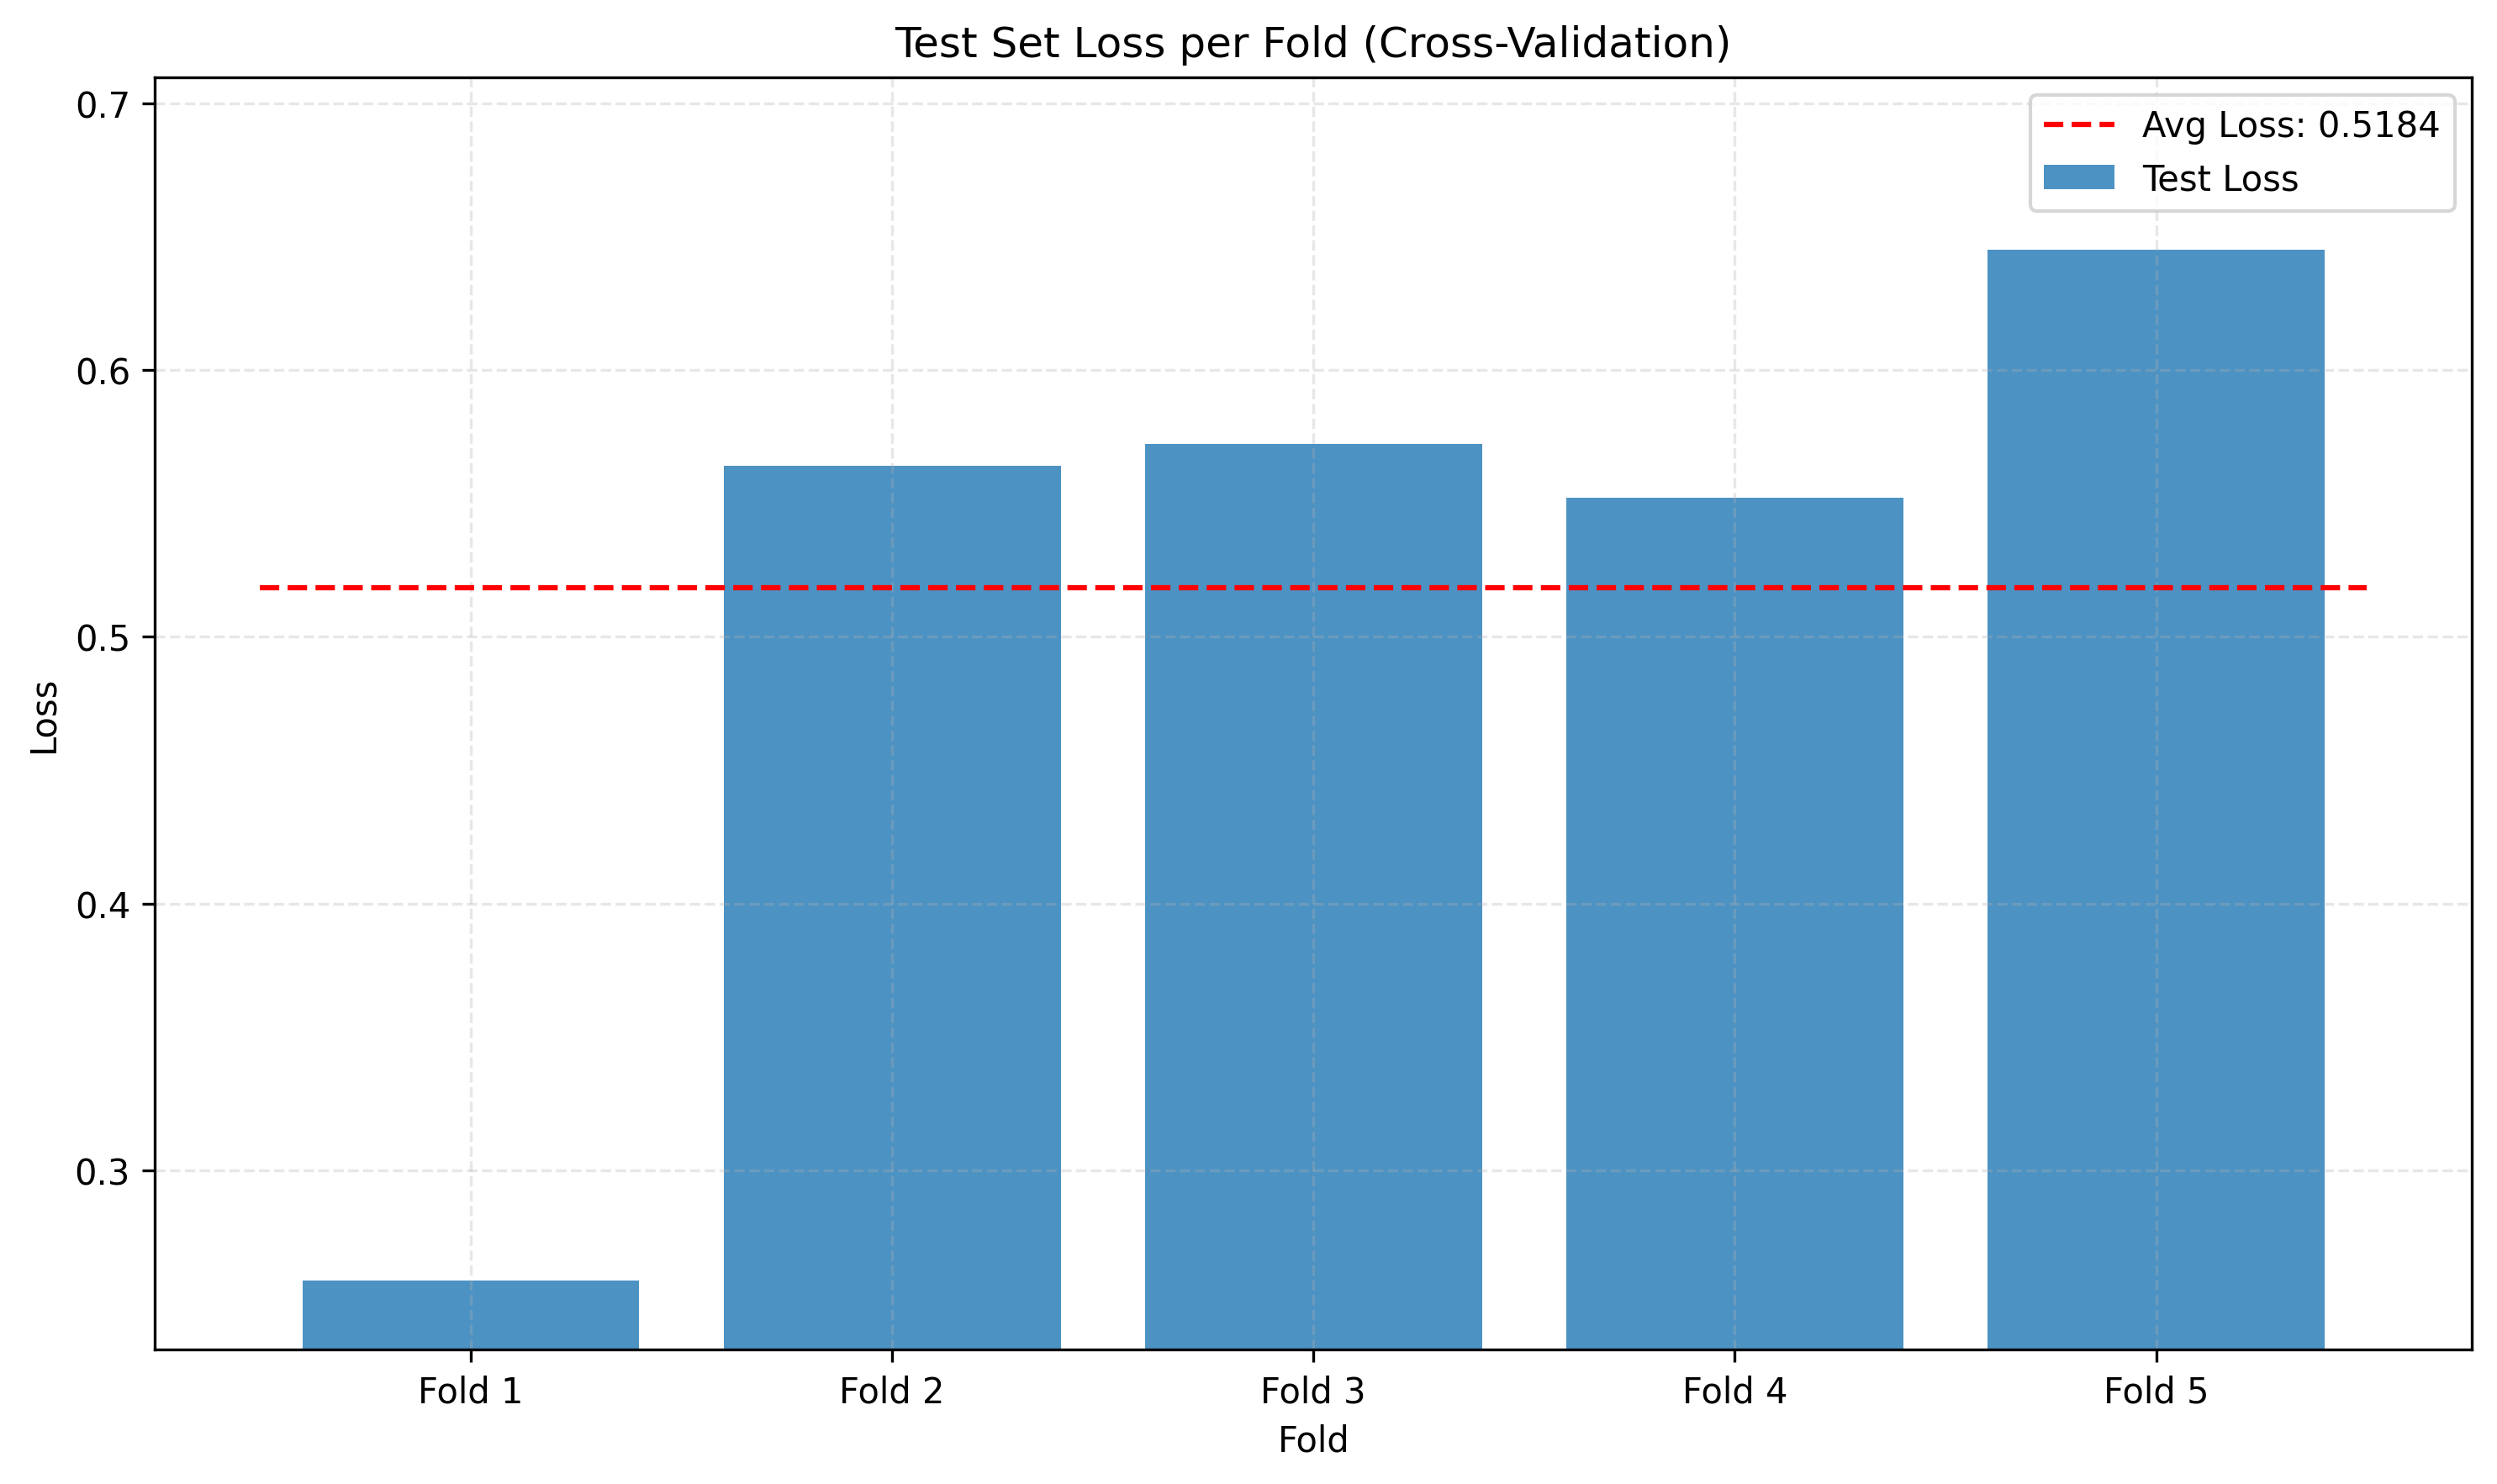 Test Set Loss per Fold (Cross-Validation)
Avg Loss: 0.5184
Test Loss
0.7
0.6
0.5
0.4
0.3
Loss
Fold 1
Fold 2
Fold 3
Fold 4
Fold 5
Fold